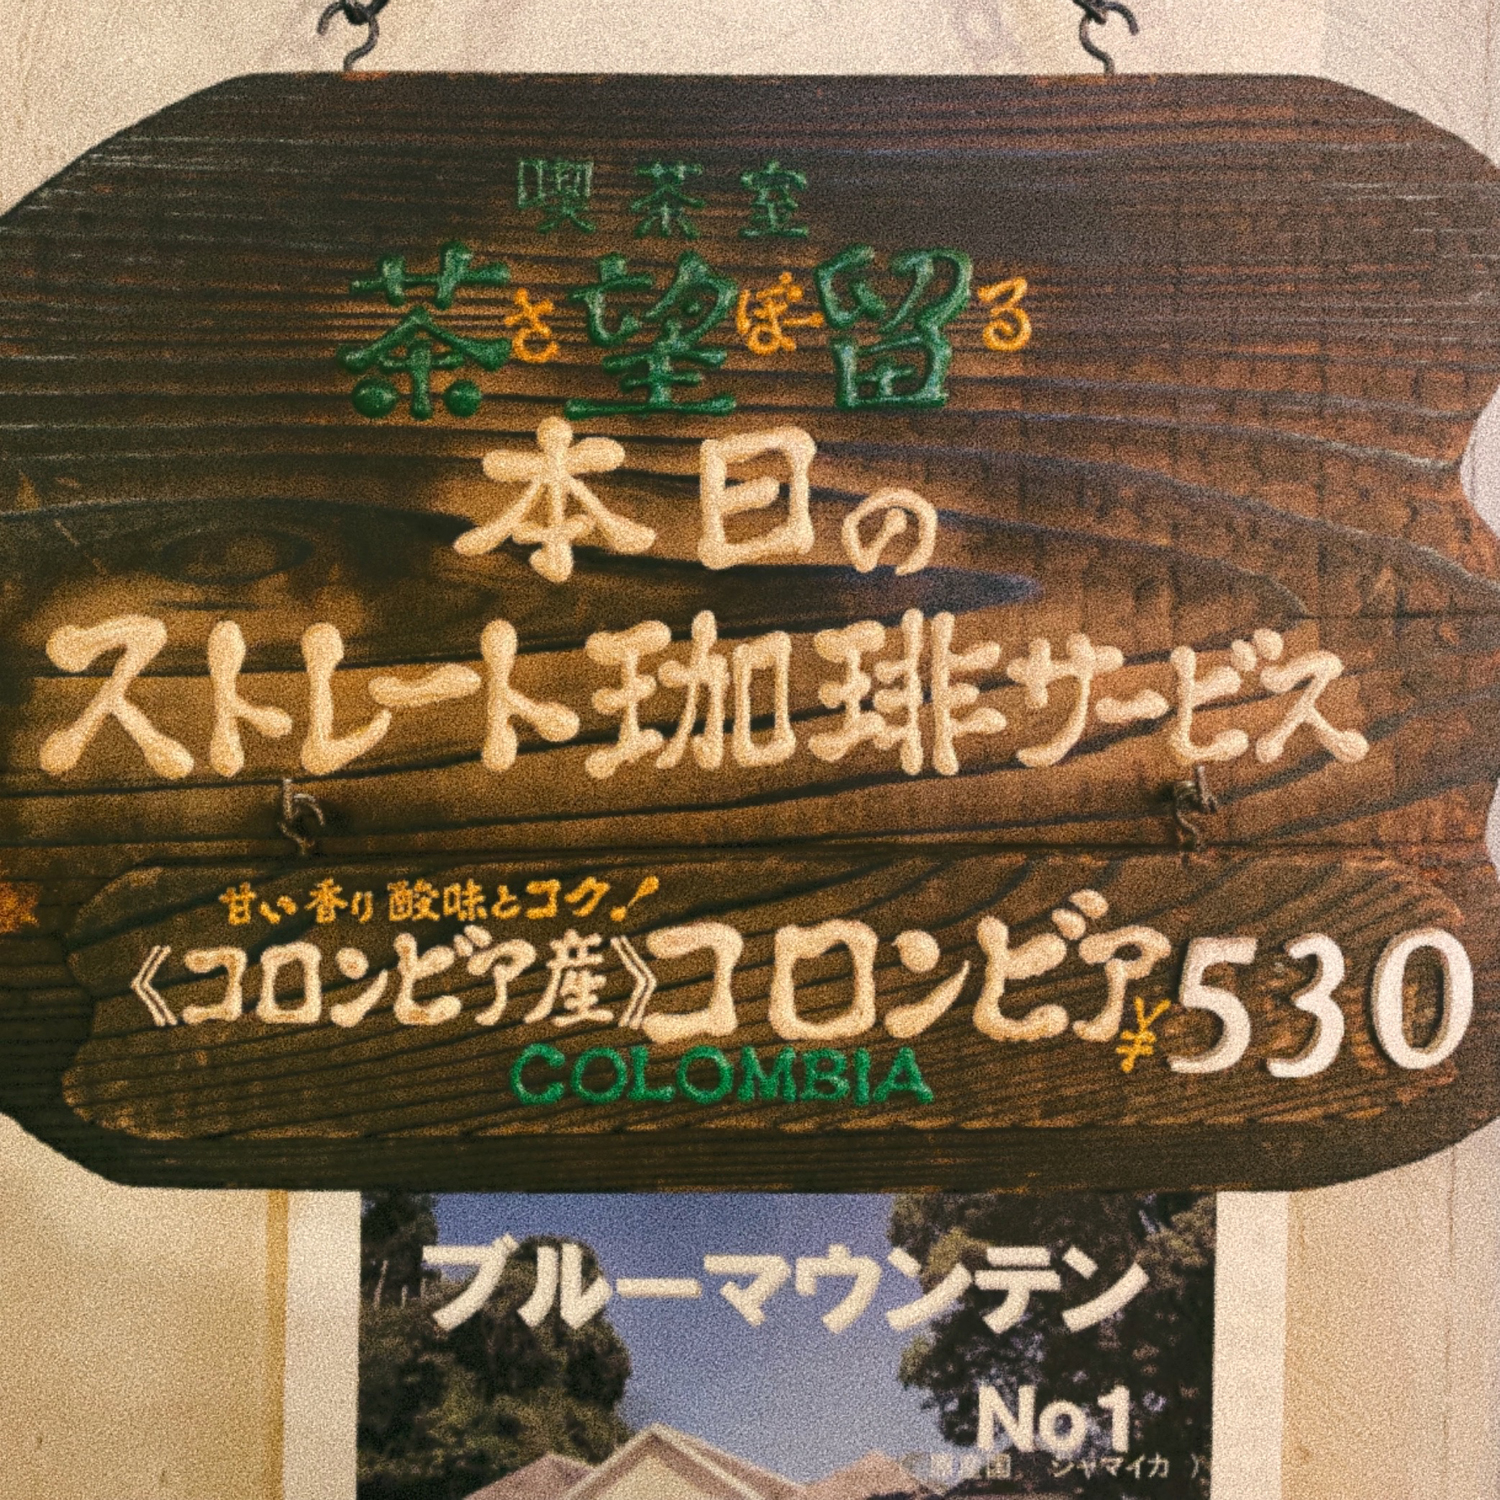 喫茶室
茶さ望ぼ留る
本日の
ストレート珈琲サービス
甘い香り酸味とコク!
《コロンビア産》コロンビア¥530
COLOMBIA
ブルーマウンテン
No1
(原産国 ジャマイカ)